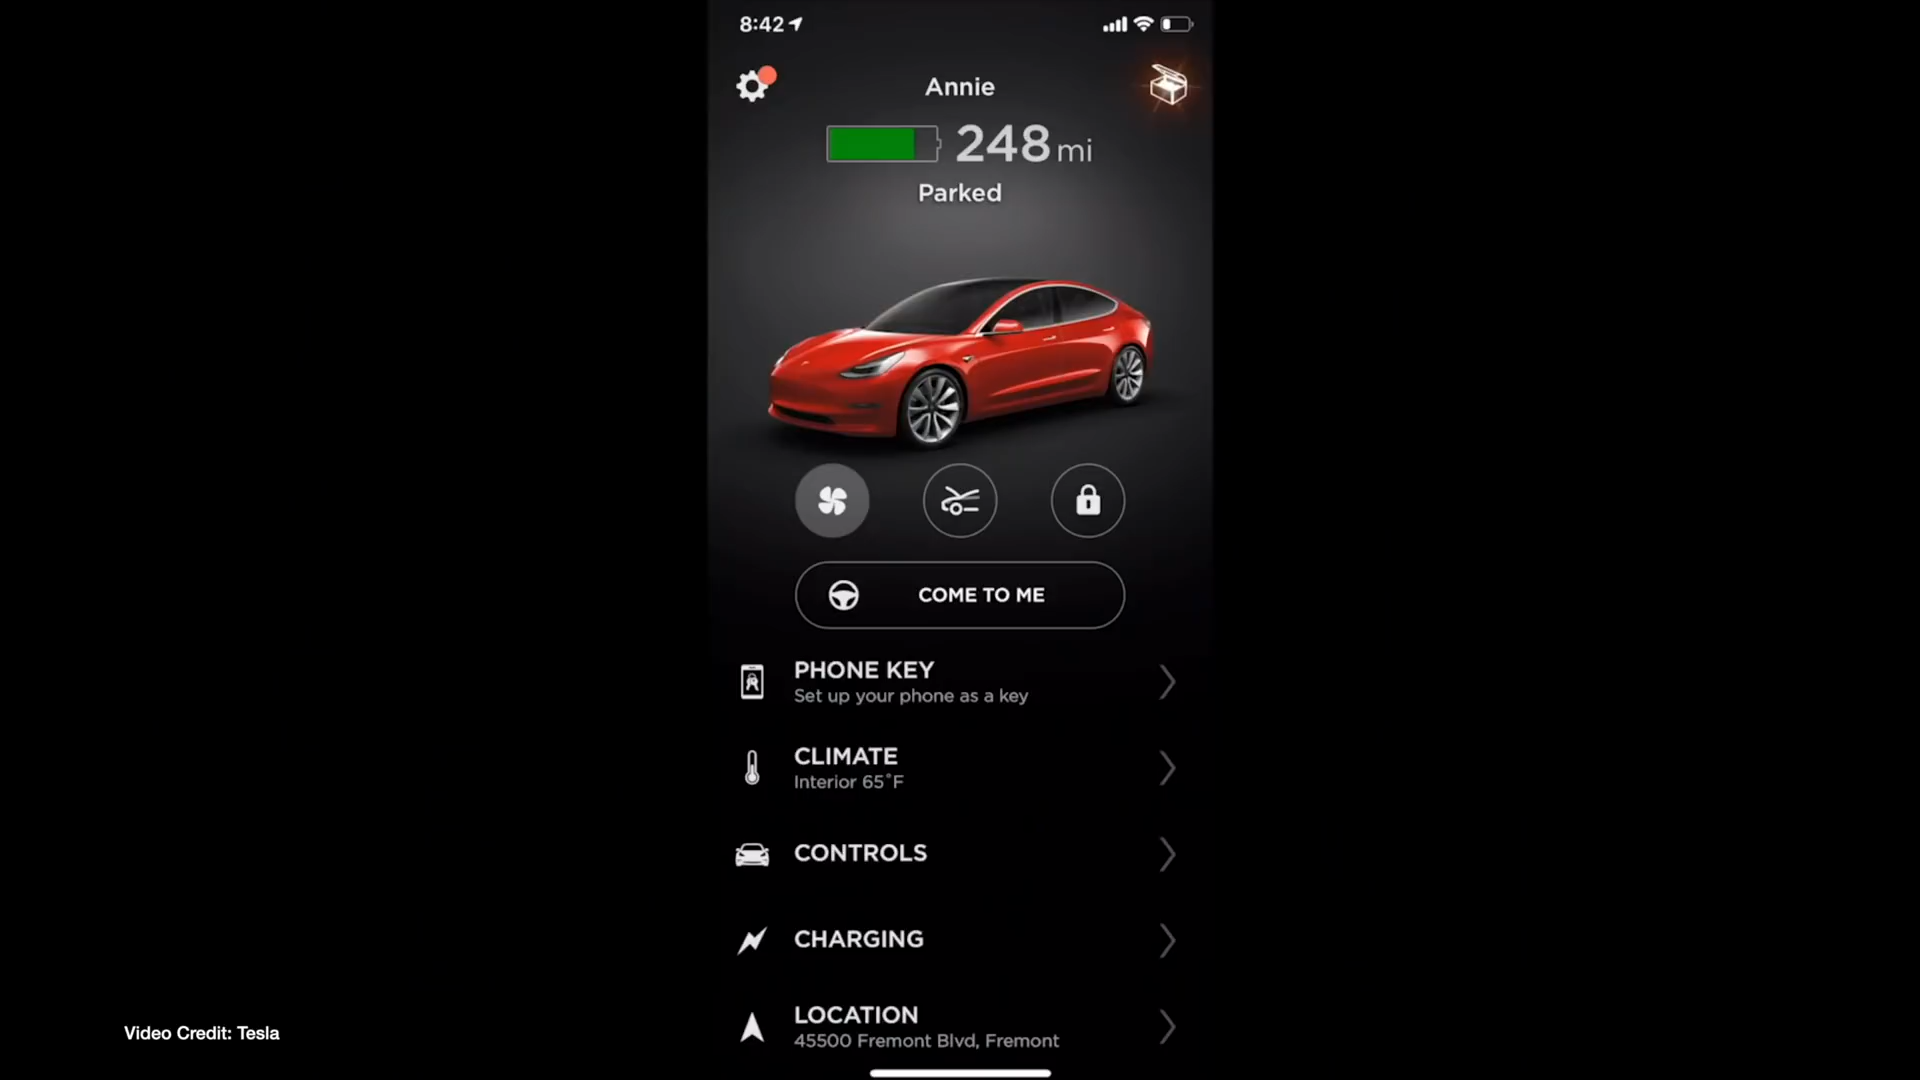 8:42
Annie
248 mi
Parked
COME TO ME
PHONE KEY
Set up your phone as a key
CLIMATE
Interior 65°F
CONTROLS
CHARGING
LOCATION
45500 Fremont Blvd, Fremont
Video Credit: Tesla